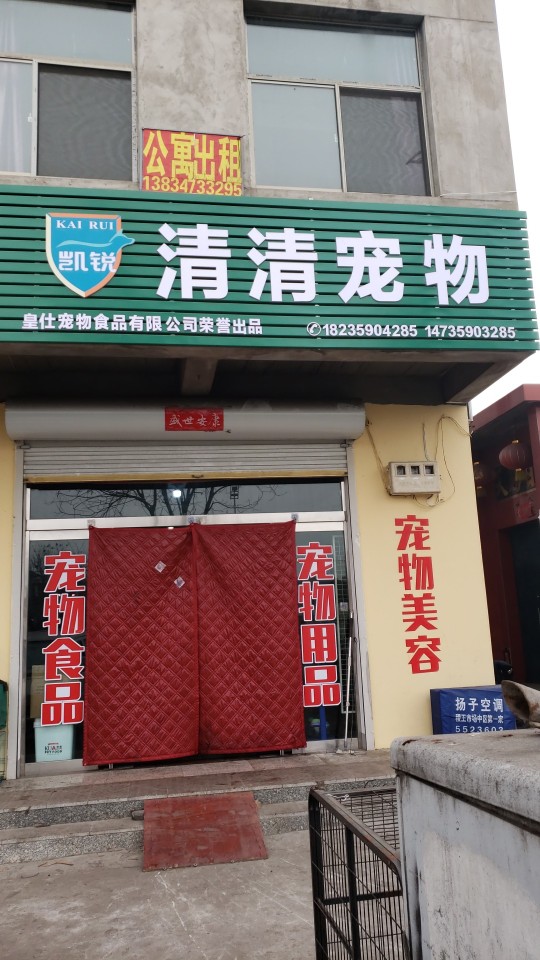 公寓出租
13834733295
KAI RUI
凯锐
清清宠物
皇仕宠物食品有限公司荣誉出品
18235904285 14735903285
盛世安康
宠物食品
宠物用品
宠物美容
扬子空调
5523603